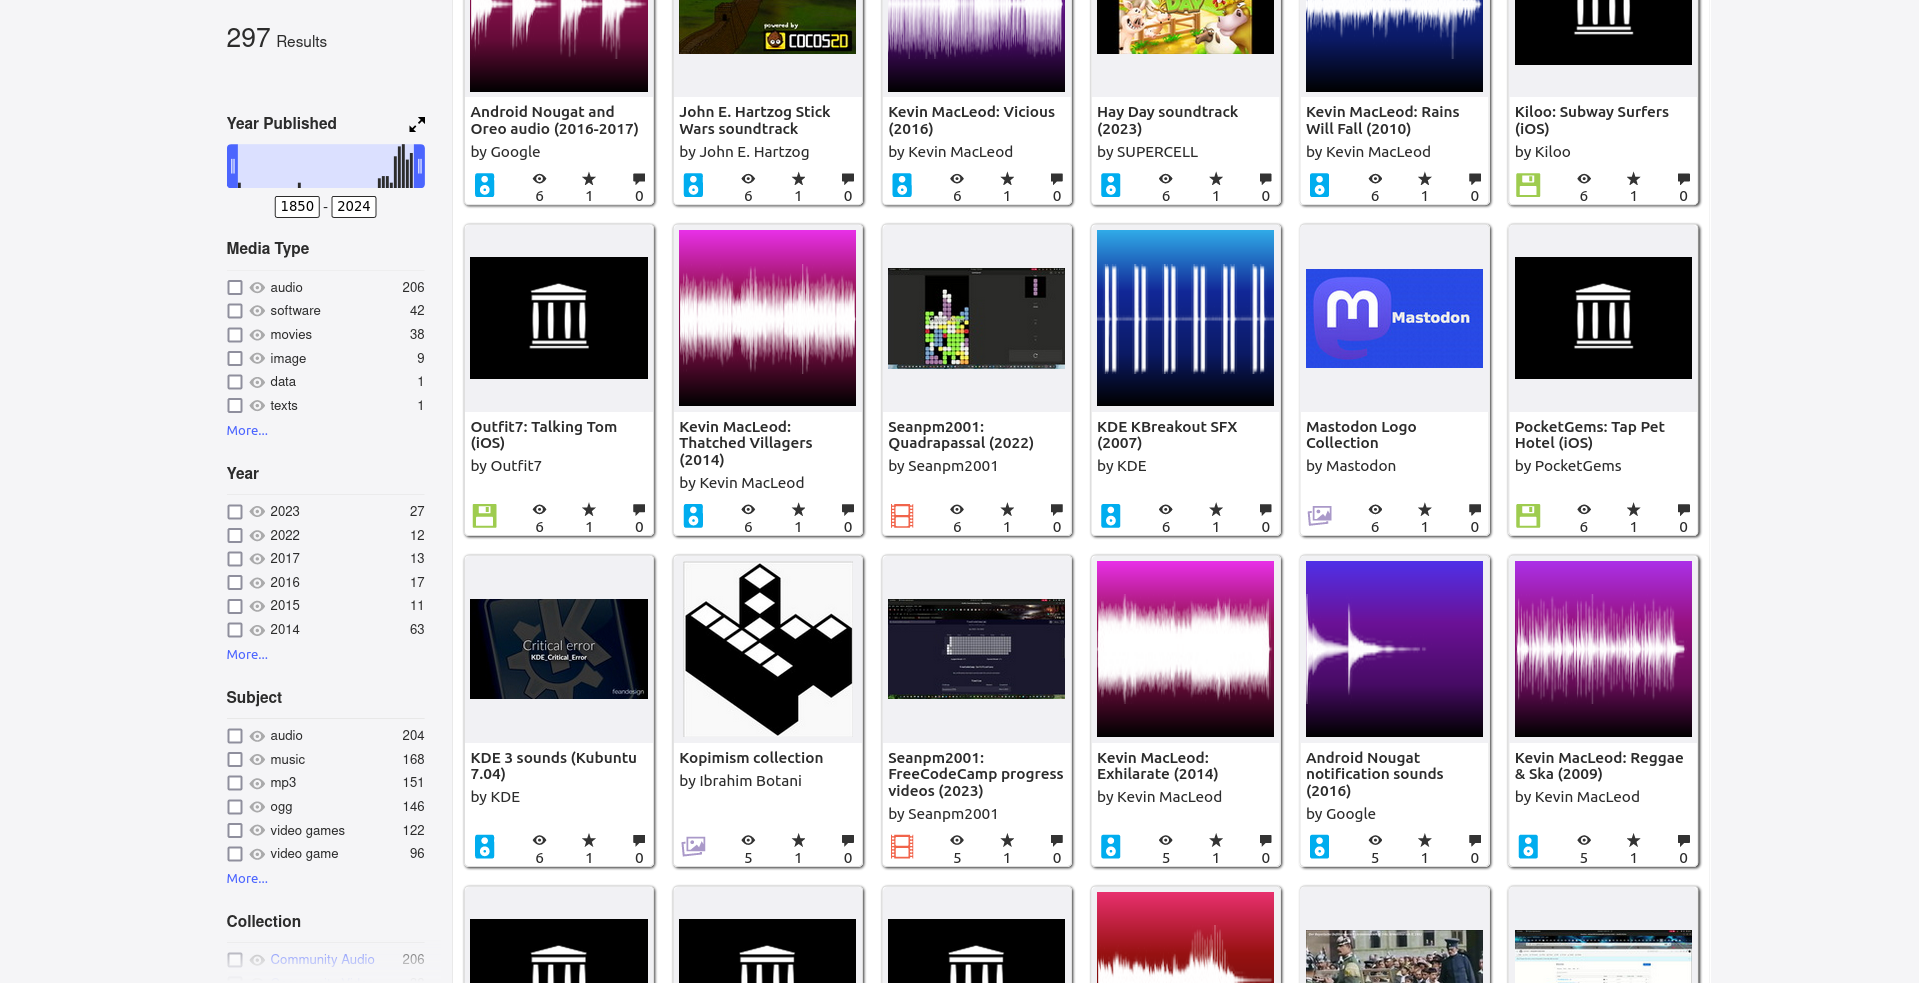 297 Results
Year Published
1850 - 2024
Media Type
audio 206
software 42
movies 38
image 9
data 1
texts 1
More...
Year
2023 27
2022 12
2017 13
2016 17
2015 11
2014 63
More...
Subject
audio 204
music 168
mp3 151
ogg 146
video games 122
video game 96
More...
Collection
Community Audio 206
powered by
COCOS2D
DAY
Android Nougat and
Oreo audio (2016-2017)
by Google
6 1 0
John E. Hartzog Stick
Wars soundtrack
by John E. Hartzog
6 1 0
Kevin MacLeod: Vicious
(2016)
by Kevin MacLeod
6 1 0
Hay Day soundtrack
(2023)
by SUPERCELL
6 1 0
Kevin MacLeod: Rains
Will Fall (2010)
by Kevin MacLeod
6 1 0
Kiloo: Subway Surfers
(iOS)
by Kiloo
6 1 0
Outfit7: Talking Tom
(iOS)
by Outfit7
6 1 0
Kevin MacLeod:
Thatched Villagers
(2014)
by Kevin MacLeod
6 1 0
Seanpm2001:
Quadrapassal (2022)
by Seanpm2001
6 1 0
KDE KBreakout SFX
(2007)
by KDE
6 1 0
Mastodon
Mastodon Logo
Collection
by Mastodon
6 1 0
PocketGems: Tap Pet
Hotel (iOS)
by PocketGems
6 1 0
Critical error
KDE_Critical_Error
feandesign
KDE 3 sounds (Kubuntu
7.04)
by KDE
6 1 0
Kopimism collection
by Ibrahim Botani
5 1 0
Seanpm2001:
FreeCodeCamp progress
videos (2023)
by Seanpm2001
5 1 0
Kevin MacLeod:
Exhilarate (2014)
by Kevin MacLeod
5 1 0
Android Nougat
notification sounds
(2016)
by Google
5 1 0
Kevin MacLeod: Reggae
& Ska (2009)
by Kevin MacLeod
5 1 0